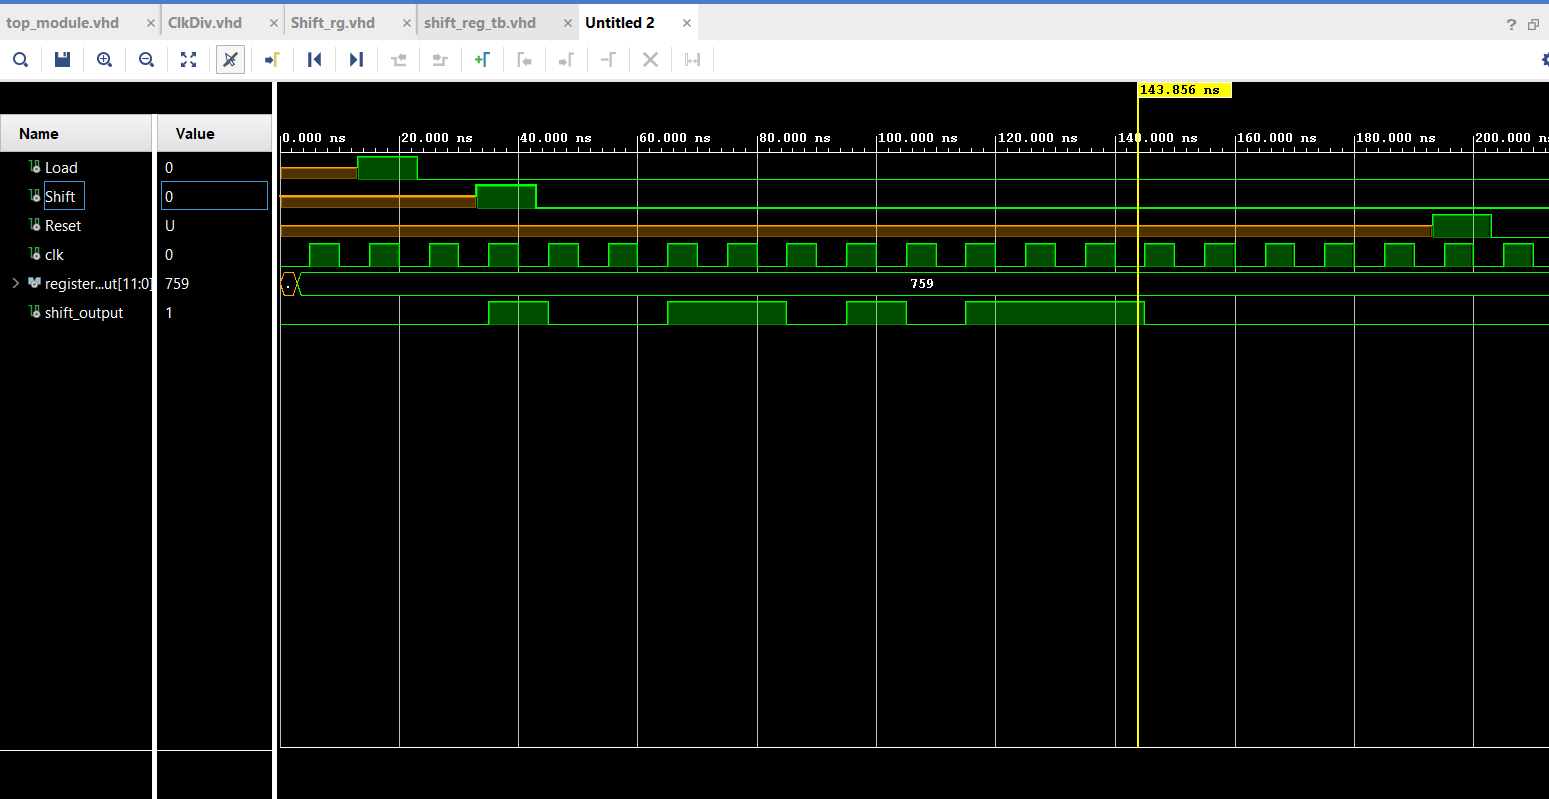 top_module.vhd × ClkDiv.vhd × Shift_rg.vhd × shift_reg_tb.vhd × Untitled 2 × ?
143.856 ns
Name Value 0.000 ns 20.000 ns 40.000 ns 60.000 ns 80.000 ns 100.000 ns 120.000 ns 140.000 ns 160.000 ns 180.000 ns 200.000 ns
Load 0
Shift 0
Reset U
clk 0
register...ut[11:0] 759 . 759
shift_output 1